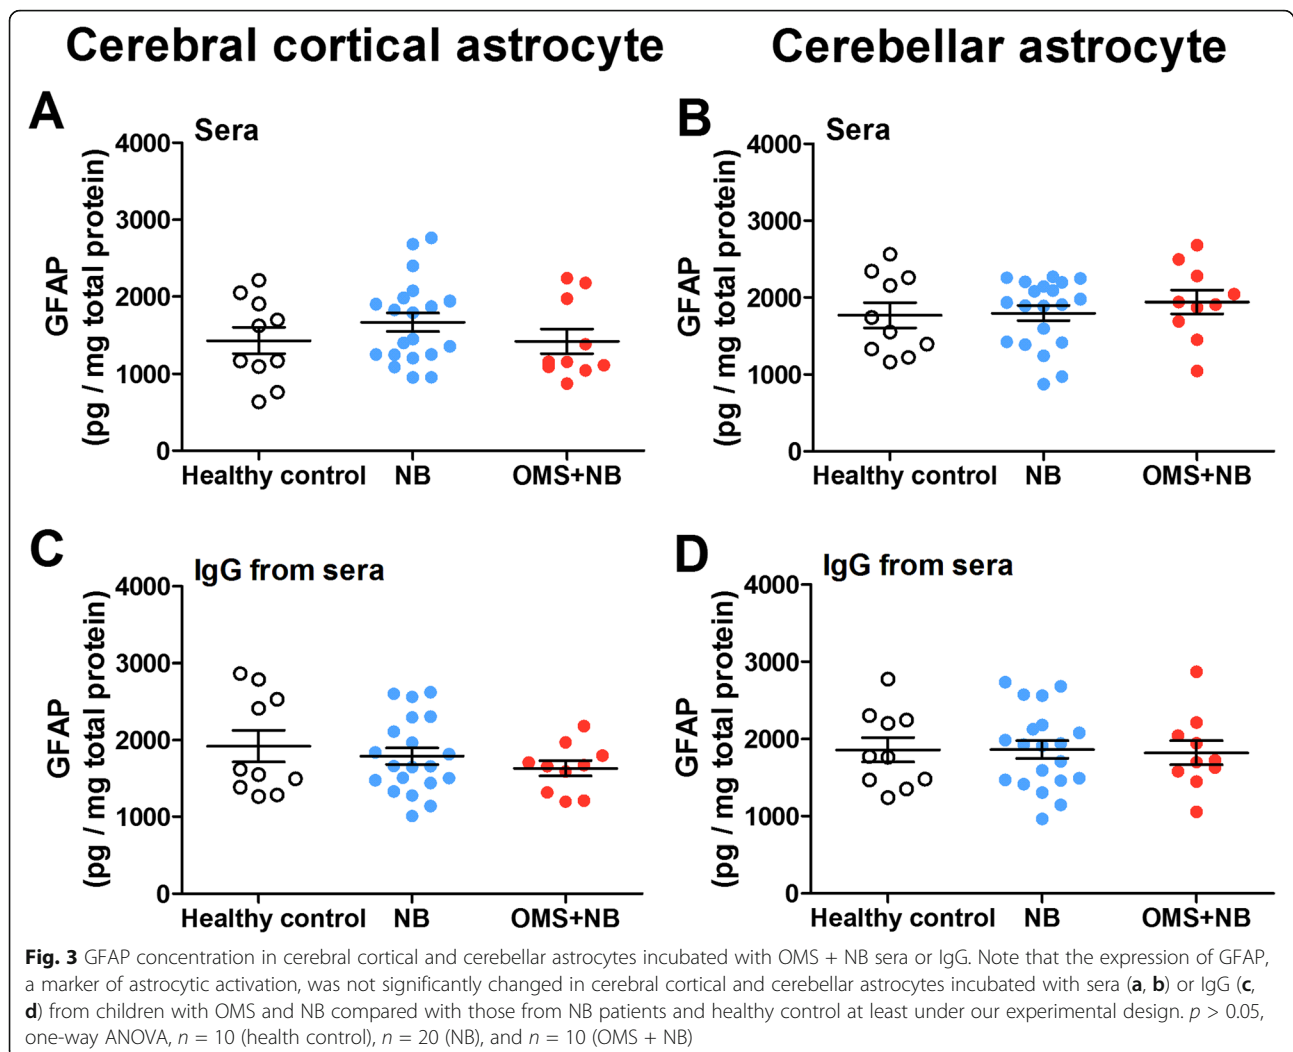 Cerebral cortical astrocyte
Cerebellar astrocyte
A
Sera
4000
3000
2000
1000
0
GFAP
(pg / mg total protein)
Healthy control
NB
OMS+NB
B
Sera
4000
3000
2000
1000
0
GFAP
(pg / mg total protein)
Healthy control
NB
OMS+NB
C
IgG from sera
4000
3000
2000
1000
0
GFAP
(pg / mg total protein)
Healthy control
NB
OMS+NB
D
IgG from sera
4000
3000
2000
1000
0
GFAP
(pg / mg total protein)
Healthy control
NB
OMS+NB
Fig. 3 GFAP concentration in cerebral cortical and cerebellar astrocytes incubated with OMS + NB sera or IgG. Note that the expression of GFAP,
a marker of astrocytic activation, was not significantly changed in cerebral cortical and cerebellar astrocytes incubated with sera (a, b) or IgG (c,
d) from children with OMS and NB compared with those from NB patients and healthy control at least under our experimental design. p > 0.05,
one-way ANOVA, n = 10 (health control), n = 20 (NB), and n = 10 (OMS + NB)